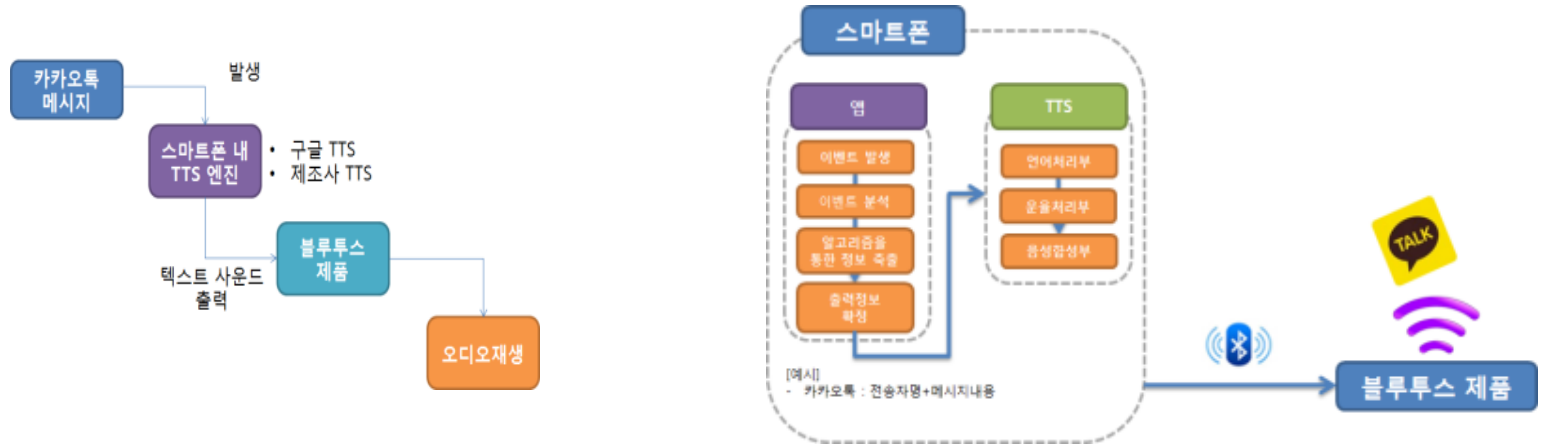 카카오톡
메시지
발생
스마트폰 내
TTS 엔진
• 구글 TTS
• 제조사 TTS
블루투스
제품
텍스트 사운드
출력
오디오재생
스마트폰
앱
이벤트 발생
이벤트 분석
알고리즘을
통한 정보 축출
출력정보
확정
TTS
언어처리부
운율처리부
음성합성부
[예시]
- 카카오톡 : 전송자명+메시지내용
TALK
블루투스 제품